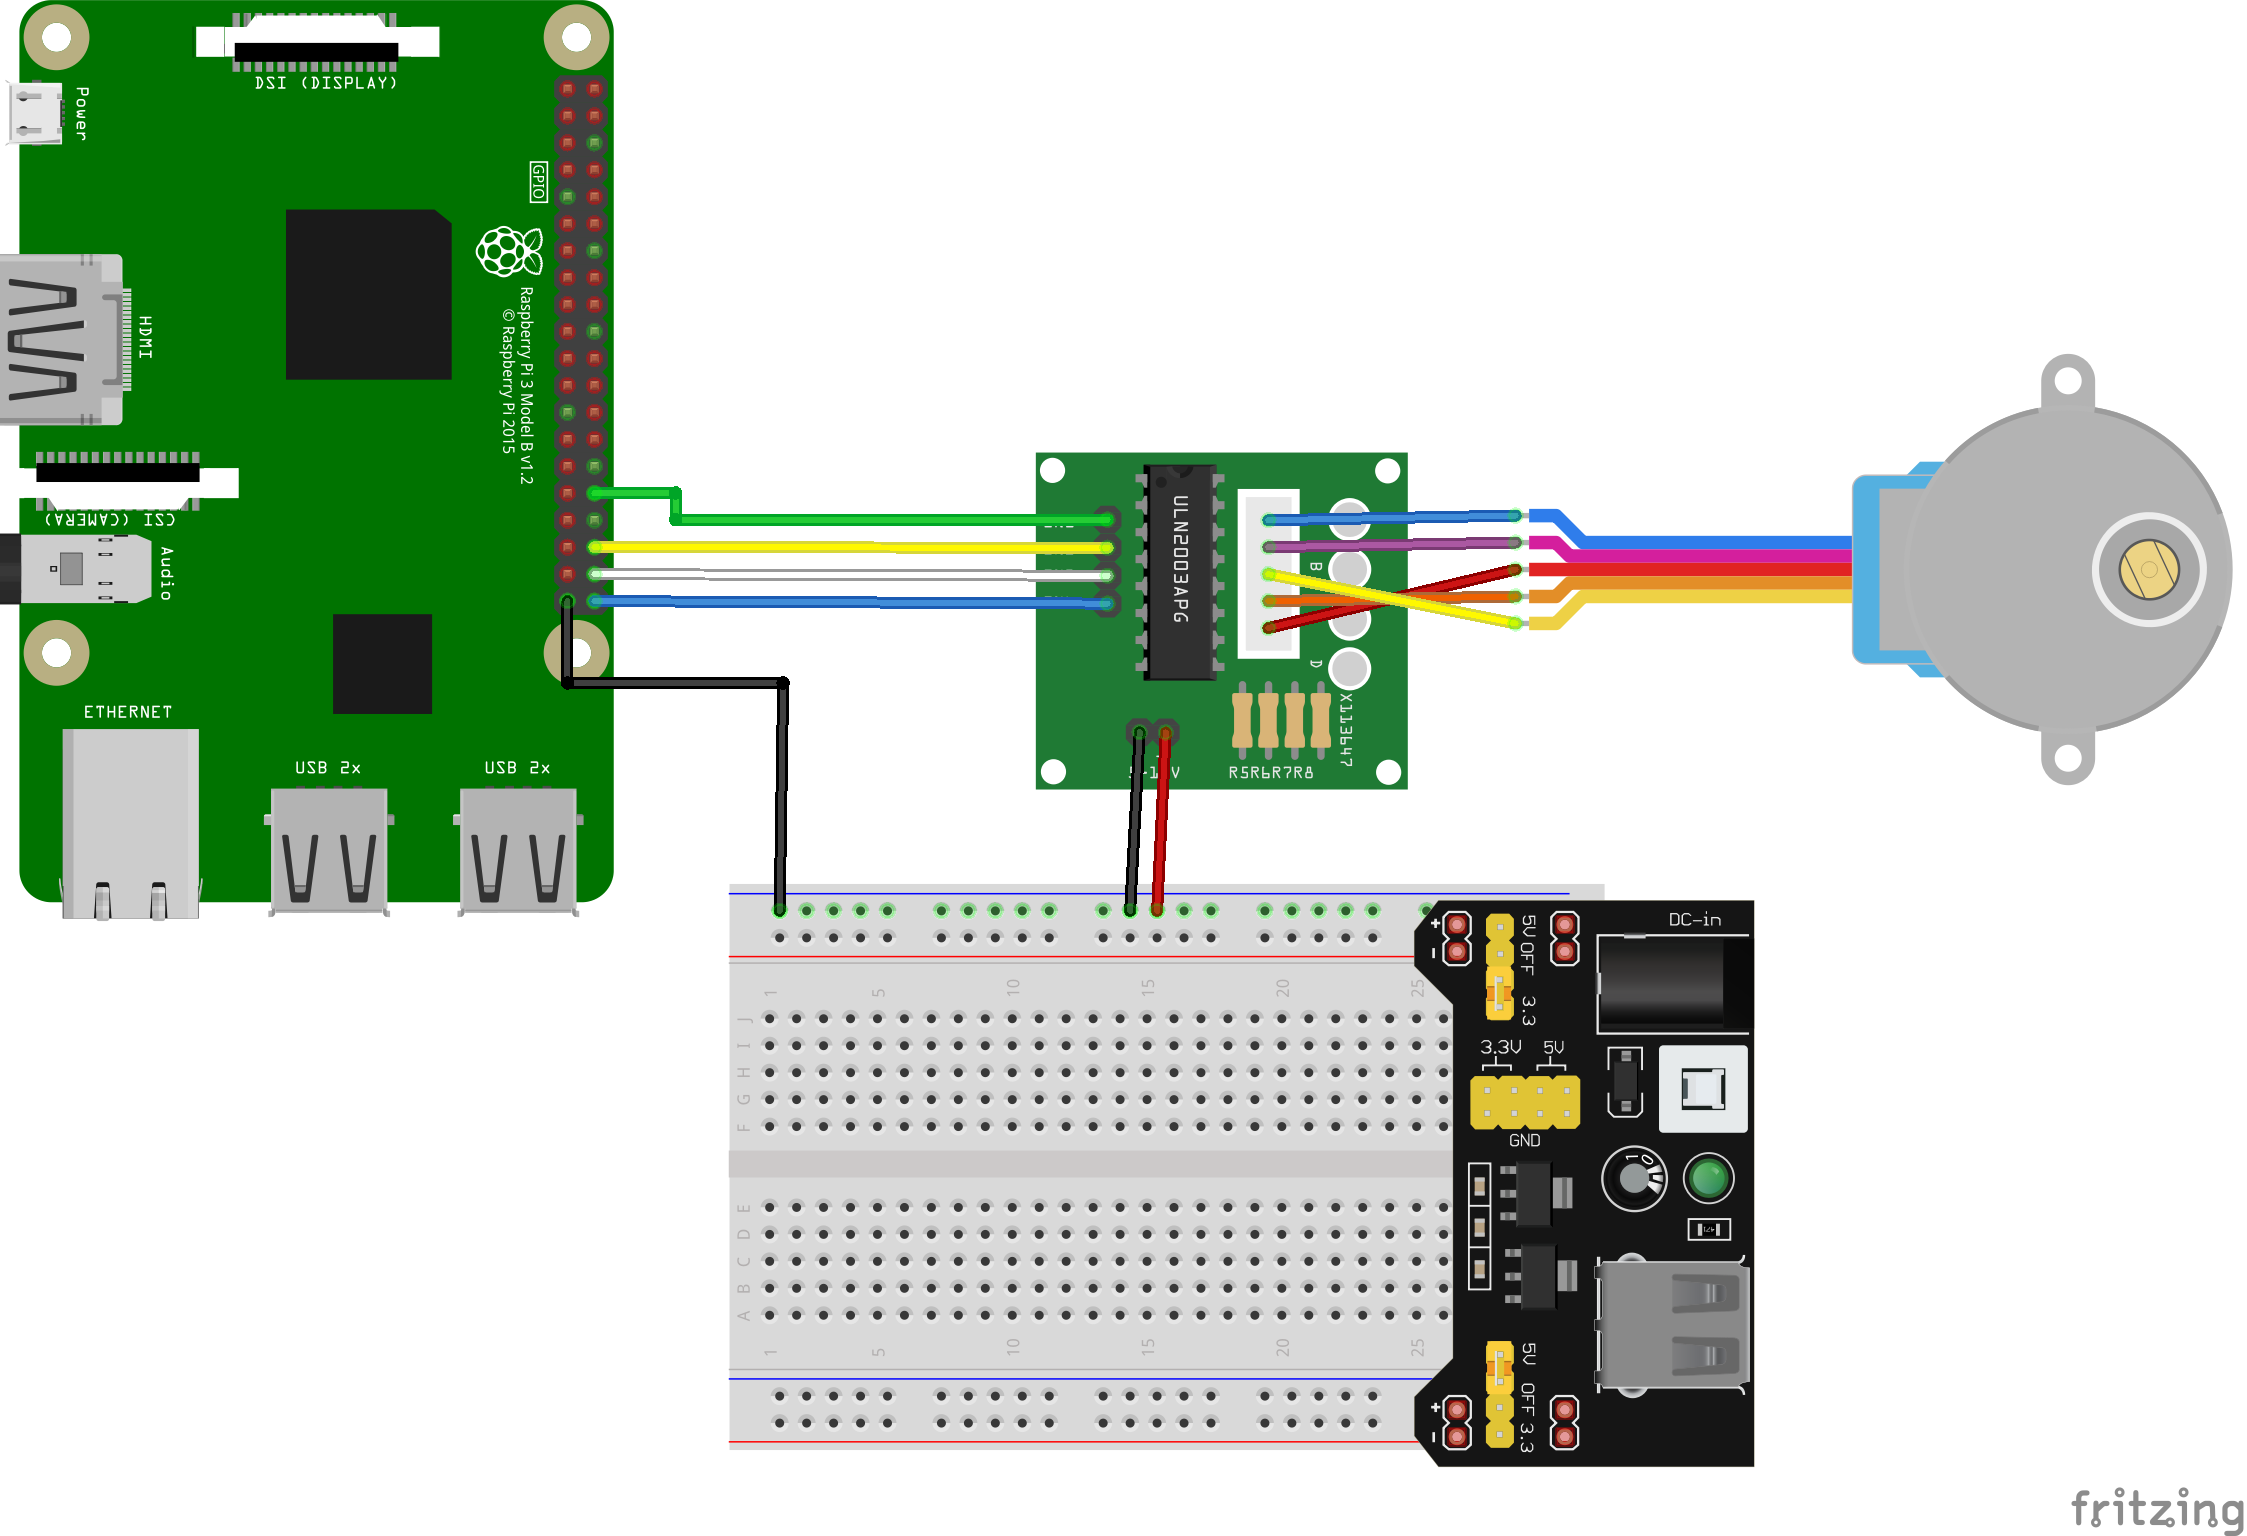 DSI (DISPLAY)
Power
GPIO
Raspberry Pi 3 Model B v1.2
© Raspberry Pi 2015
HDMI
CSI (CAMERA)
Audio
ETHERNET
USB 2x
USB 2x
ULN2003APG
B
D
X113647
R5R6R7R8
DC-in
+
-
5V
OFF
3.3
1 5 10 15 20 25
J
I
H
G
F
3.3V 5V
GND
1 0
E
D
C
B
A
1 5 10 15 20 25
5V
OFF
3.3
+
-
fritzing